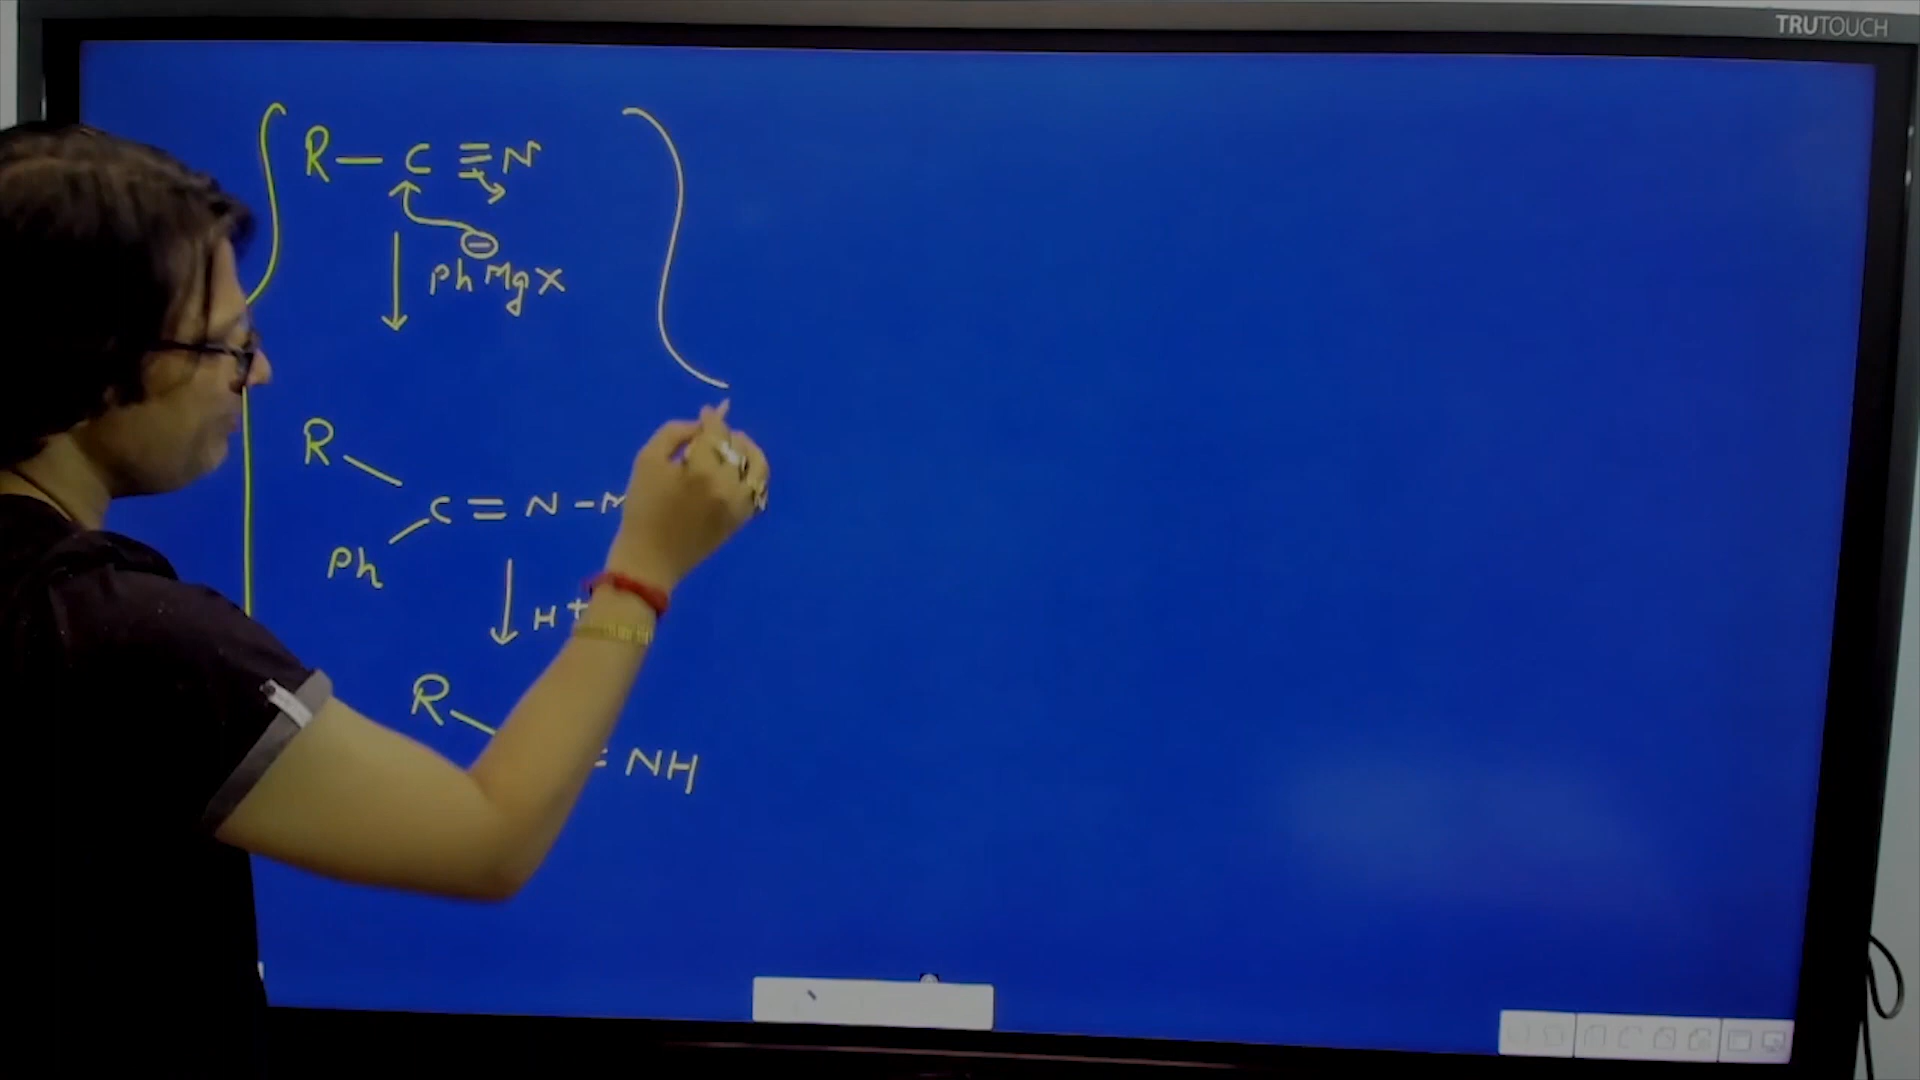 TRUTOUCH
R — C ≡ N
⊖
Ph Mg X
R
C = N –
Ph
H +
R
= NH